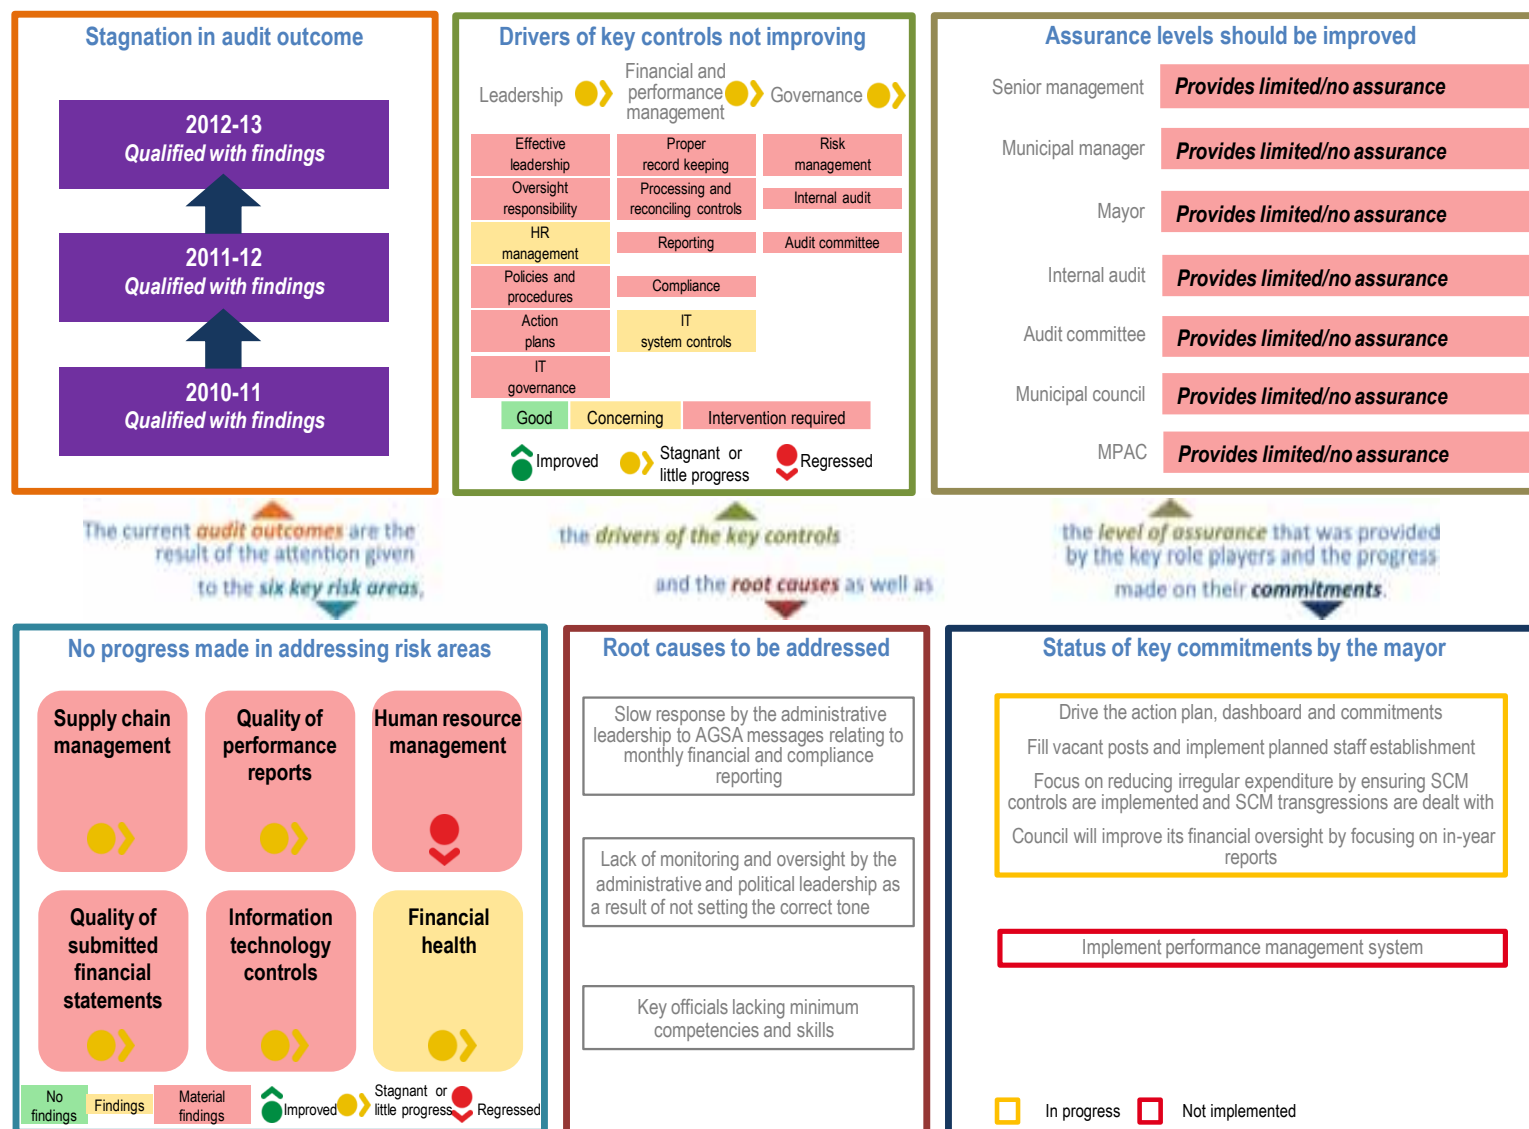 Stagnation in audit outcome
2012-13
Qualified with findings
2011-12
Qualified with findings
2010-11
Qualified with findings
Drivers of key controls not improving
Leadership
Financial and
performance
management
Governance
Effective
leadership
Oversight
responsibility
HR
management
Policies and
procedures
Action
plans
IT
governance
Proper
record keeping
Processing and
reconciling controls
Reporting
Compliance
IT
system controls
Risk
management
Internal audit
Audit committee
Good
Concerning
Intervention required
Improved
Stagnant or
little progress
Regressed
Assurance levels should be improved
Senior management
Provides limited/no assurance
Municipal manager
Provides limited/no assurance
Mayor
Provides limited/no assurance
Internal audit
Provides limited/no assurance
Audit committee
Provides limited/no assurance
Municipal council
Provides limited/no assurance
MPAC
Provides limited/no assurance
The current audit outcomes are the
result of the attention given
to the six key risk areas,
the drivers of the key controls
and the root causes as well as
the level of assurance that was provided
by the key role players and the progress
made on their commitments.
No progress made in addressing risk areas
Supply chain
management
Quality of
performance
reports
Human resource
management
Quality of
submitted
financial
statements
Information
technology
controls
Financial
health
No
findings
Findings
Material
findings
Improved
Stagnant or
little progress
Regressed
Root causes to be addressed
Slow response by the administrative
leadership to AGSA messages relating to
monthly financial and compliance
reporting
Lack of monitoring and oversight by the
administrative and political leadership as
a result of not setting the correct tone
Key officials lacking minimum
competencies and skills
Status of key commitments by the mayor
Drive the action plan, dashboard and commitments
Fill vacant posts and implement planned staff establishment
Focus on reducing irregular expenditure by ensuring SCM
controls are implemented and SCM transgressions are dealt with
Council will improve its financial oversight by focusing on in-year
reports
Implement performance management system
In progress
Not implemented